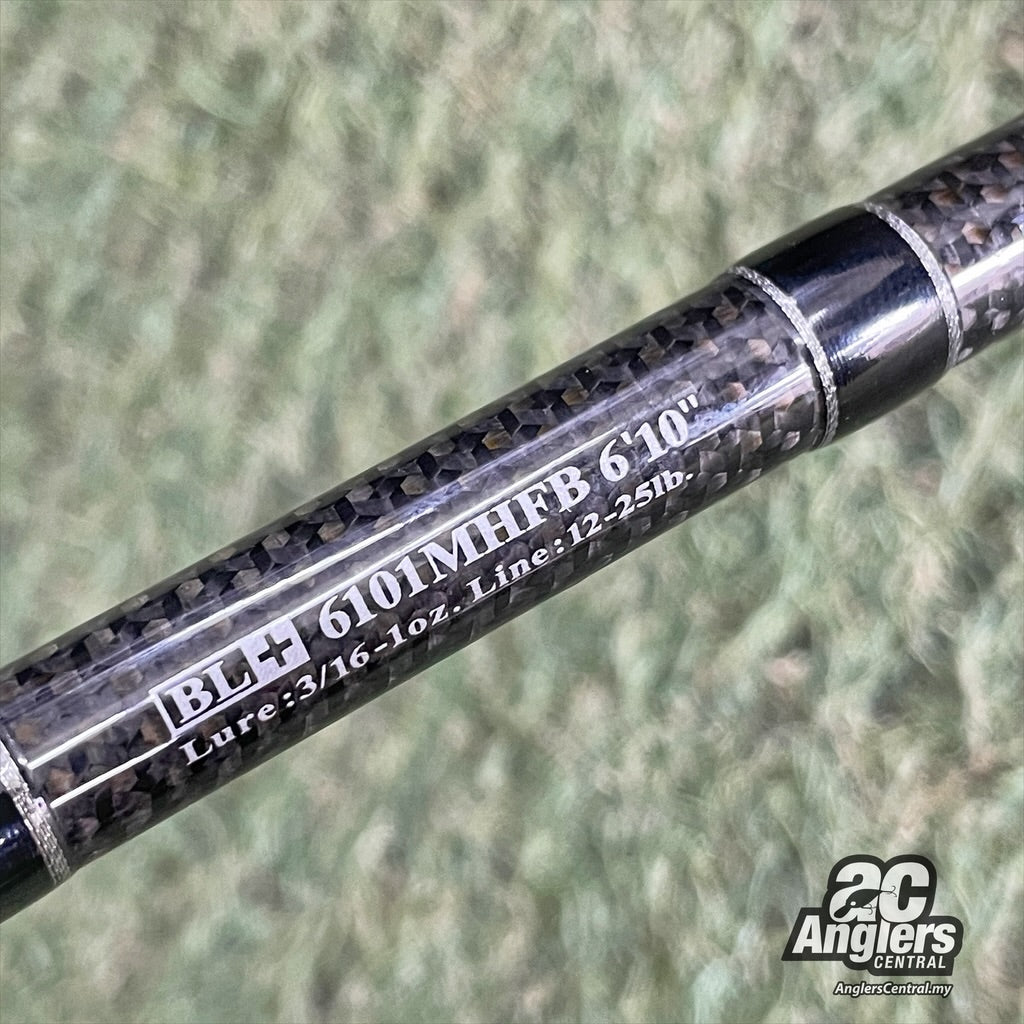 BL+ 6101MHFB 6'10"
Lure:3/16-1oz. Line:12-25lb.
ac
Anglers
CENTRAL
AnglersCentral.my